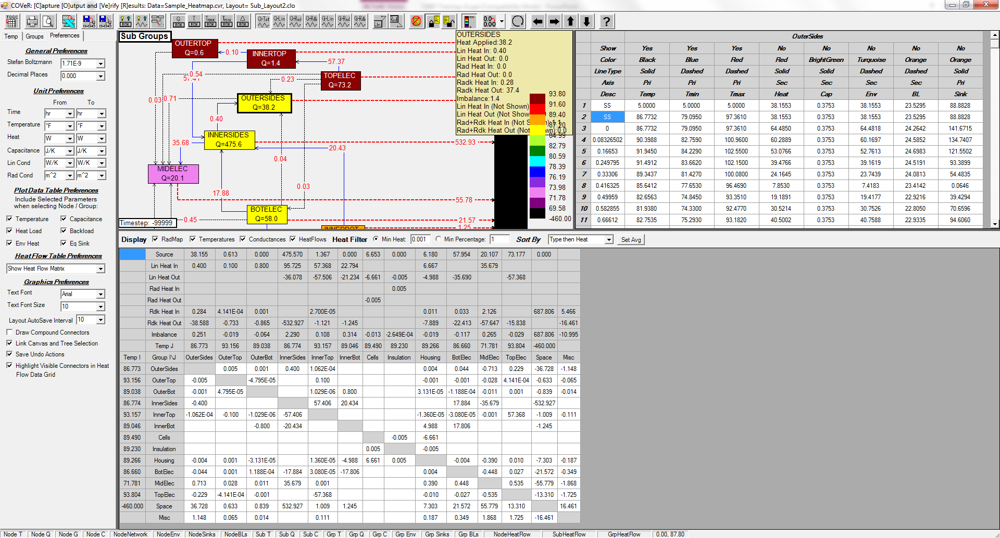 COVeR: [C]apture [O]utput and [Ve]rify [R]esults: Data=Sample_Heatmap.cvr, Layout= Sub_Layout2.clo
Temp Groups Preferences
General Preferences
Stefan Boltzmann 1.71E-9
Decimal Places 0.000
Unit Preferences
From To
Time hr hr
Temperature °F °F
Heat W W
Capacitance J/K J/K
Lin Cond W/K W/K
Rad Cond m^2 m^2
Plot Data Table Preferences
Include Selected Parameters
when selecting Node / Group:
Temperature Capacitance
Heat Load Backload
Env Heat Eq Sink
Heat Flow Table Preferences
Show Heat Flow Matrix
Graphics Preferences
Text Font Arial
Text Font Size 10
Layout AutoSave Interval 10
Draw Compound Connectors
Link Canvas and Tree Selection
Save Undo Actions
Highlight Visible Connectors in Heat
Flow Data Grid
Sub Groups
OUTERTOP
Q=0.6
0.10
INNERTOP
Q=1.4
57.37
TOPELEC
Q=73.2
0.54
0.23
0.03
0.71
OUTERSIDES
Q=38.2
0.40
INNERSIDES
Q=475.6
35.68
532.93
20.43
0.04
MIDELEC
Q=20.1
0.03
17.88
55.78
BOTELEC
Q=58.0
0.45
21.57
1.25
INNERBOT
Timestep: -99999
OUTERSIDES
Heat Applied:38.2
Lin Heat In: 0.40
Lin Heat Out: 0.0
Rad Heat In: 0.0
Rad Heat Out: 0.0
Radk Heat In: 0.28
Radk Heat Out: 37.4
Imbalance:1.4
Lin Heat In (Not Shown)
Lin Heat Out (Not Show
Rad+Rdk Heat In (Not S
Rad+Rdk Heat Out (Not
93.80
91.60
89.40
87.20
84.99
82.79
80.59
78.39
76.19
73.98
71.78
69.58
-460.00
OuterSides
Show Yes Yes Yes No No No No No
Color Black Blue Red Red BrightGreen Turquoise Orange Orange
LineType Solid Dashed Dashed Solid Solid Dashed Dashed Solid
Axis Pri Pri Pri Sec Sec Sec Sec Pri
Desc Temp Tmin Tmax Heat Cap Env BL Sink
1 SS 5.0000 5.0000 5.0000 38.1553 0.3753 38.1553 23.5295 88.8828
2 SS 86.7732 79.0950 97.3610 38.1553 0.3753 38.1553 23.5295 88.8828
3 0 86.7732 79.0950 97.3610 64.4850 0.3753 64.4818 24.2642 141.6715
4 0.08326502 90.3988 82.7590 100.9600 60.2889 0.3753 60.1697 24.5852 134.7407
5 0.16653 91.9450 84.2290 102.5500 53.0766 0.3753 52.7613 24.6983 121.5502
6 0.249795 91.4912 83.6620 102.1500 39.4766 0.3753 39.1619 24.5191 93.3899
7 0.33306 89.3437 81.4270 100.0800 24.1645 0.3753 23.7439 24.0813 54.4835
8 0.416325 85.6412 77.6530 96.4690 7.8530 0.3753 7.4183 23.4142 0.0646
9 0.49959 82.6563 74.8450 93.3510 19.1891 0.3753 19.4177 22.9216 39.4294
10 0.582855 81.9380 74.3300 92.4770 30.5214 0.3753 30.7526 22.8050 70.6596
11 0.66612 82.7535 75.2930 93.1820 40.5002 0.3753 40.7588 22.9335 94.6060
Display RadMap Temperatures Conductances HeatFlows Heat Filter Min Heat: 0.001 Min Percentage: 1 Sort By Type then Heat Set Avg
Source 38.155 0.613 0.000 475.570 1.367 0.000 6.653 0.000 6.180 57.954 20.107 73.177 0.000
Lin Heat In 0.400 0.100 0.800 95.725 57.368 22.794 6.667 35.679
Lin Heat Out -36.078 -57.506 -21.234 -6.661 -0.005 -4.988 -35.690 -57.368
Rad Heat In 0.005
Rad Heat Out -0.005
Rdk Heat In 0.284 4.141E-04 0.001 2.700E-05 0.011 0.033 2.126 687.806 5.466
Rdk Heat Out -38.588 -0.733 -0.865 -532.927 -1.121 -1.245 -7.889 -22.413 -57.647 -15.838 -16.461
Imbalance 0.251 -0.019 -0.064 2.290 0.108 0.314 -0.013 -2.649E-04 -0.019 -0.117 0.265 -0.029 687.806 -10.995
Temp J 86.773 93.156 89.038 86.774 93.157 89.046 89.490 89.230 89.266 86.660 71.781 93.804 -460.000
Temp I Group I\J OuterSides OuterTop OuterBot InnerSides InnerTop InnerBot Cells Insulation Housing BotElec MidElec TopElec Space Misc
86.773 OuterSides 0.005 0.001 0.400 1.062E-04 0.004 0.044 -0.713 0.229 -36.728 -1.148
93.156 OuterTop -0.005 -4.795E-05 0.100 -0.001 -0.001 -0.028 4.141E-04 -0.633 -0.065
89.038 OuterBot -0.001 4.795E-05 1.029E-06 0.800 3.131E-05 -1.188E-04 -0.011 0.001 -0.839 -0.014
86.774 InnerSides -0.400 57.406 20.434 17.884 -35.679 -532.927
93.157 InnerTop -1.062E-04 -0.100 -1.029E-06 -57.406 -1.360E-05 -3.080E-05 -0.001 57.368 -1.009 -0.111
89.046 InnerBot -0.800 -20.434 4.988 17.806 -1.245
89.490 Cells -0.005 -6.661
89.230 Insulation 0.005 -0.005
89.266 Housing -0.004 0.001 -3.131E-05 1.360E-05 -4.988 6.661 0.005 -0.004 -0.390 0.010 -7.303 -0.187
86.660 BotElec -0.044 0.001 1.188E-04 -17.884 3.080E-05 -17.806 0.004 -0.448 0.027 -21.572 -0.349
71.781 MidElec 0.713 0.028 0.011 35.679 0.001 0.390 0.448 0.535 -55.779 -1.868
93.804 TopElec -0.229 -4.141E-04 -0.001 -57.368 -0.010 -0.027 -0.535 -13.310 -1.725
-460.000 Space 36.728 0.633 0.839 532.927 1.009 1.245 7.303 21.572 55.779 13.310 16.461
Misc 1.148 0.065 0.014 0.111 0.187 0.349 1.868 1.725 -16.461
Node T Node Q Node G Node C NodeNetwork NodeEnv NodeSinks NodeBLs Sub T Sub Q Sub C Grp T Grp Q Grp C Grp Env Grp Sinks Grp BLs NodeHeatFlow SubHeatFlow GrpHeatFlow 0.00, 87.80